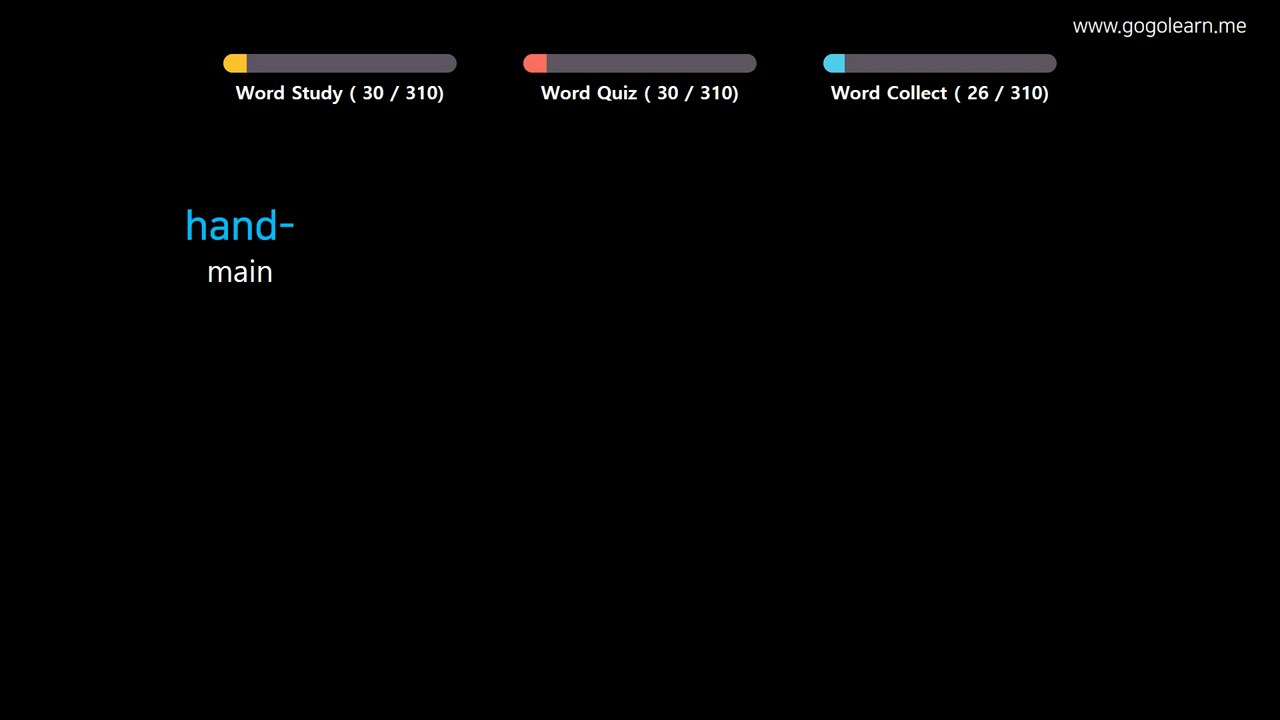 www.gogolearn.me
Word Study ( 30 / 310)
Word Quiz ( 30 / 310)
Word Collect ( 26 / 310)
hand-
main